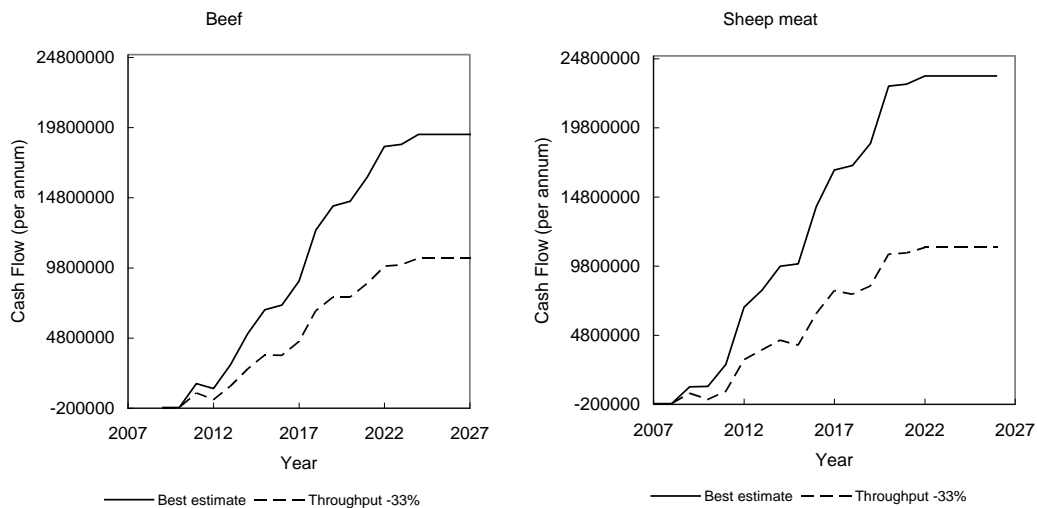 Beef
24800000
19800000
14800000
9800000
4800000
-200000
Cash Flow (per annum)
2007 2012 2017 2022 2027
Year
Best estimate Throughput -33%
Sheep meat
24800000
19800000
14800000
9800000
4800000
-200000
Cash Flow (per annum)
2007 2012 2017 2022 2027
Year
Best estimate Throughput -33%